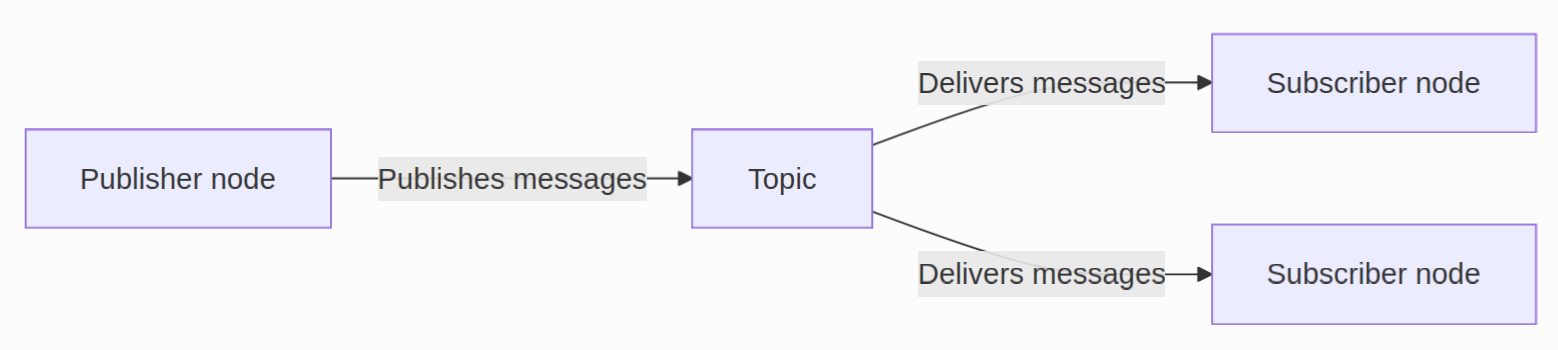 Publisher node
Publishes messages
Topic
Delivers messages
Subscriber node
Delivers messages
Subscriber node